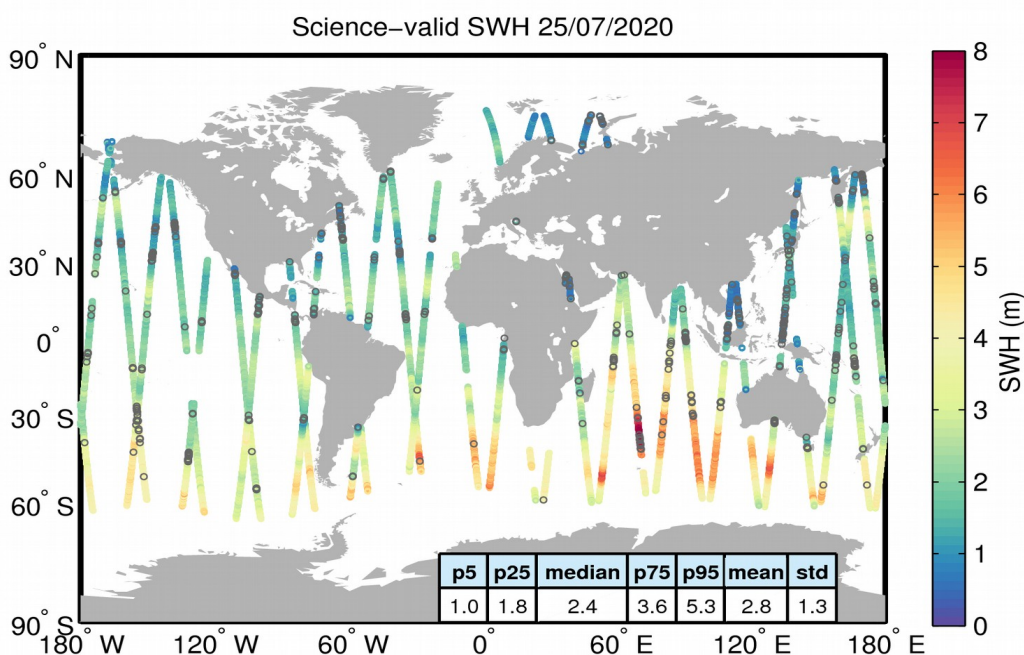 Science–valid SWH 25/07/2020
90° N
60° N
30° N
0°
30° S
60° S
90° S
180° W
120° W
60° W
0°
60° E
120° E
180° E
p5 p25 median p75 p95 mean std
1.0 1.8 2.4 3.6 5.3 2.8 1.3
8
7
6
5
4
3
2
1
0
SWH (m)